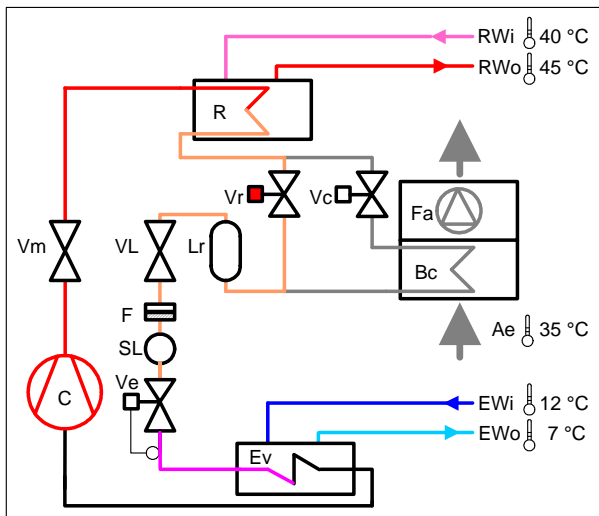 RWi 40 °C
RWo 45 °C
R
Vr
Vc
Fa
Vm
VL
Lr
Bc
F
Ae 35 °C
SL
Ve
C
EWi 12 °C
EWo 7 °C
Ev